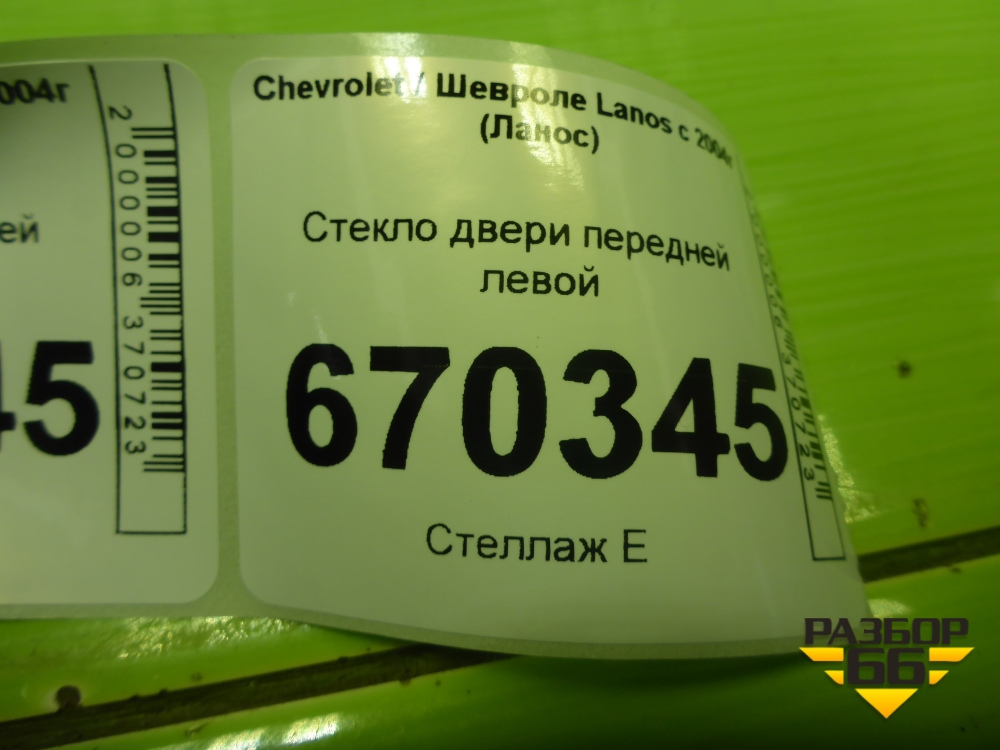 004г
ей
45
2000006370723
Chevrolet / Шевроле Lanos с 2004г
(Ланос)
Стекло двери передней
левой
670345
Стеллаж Е
РАЗБОР
66